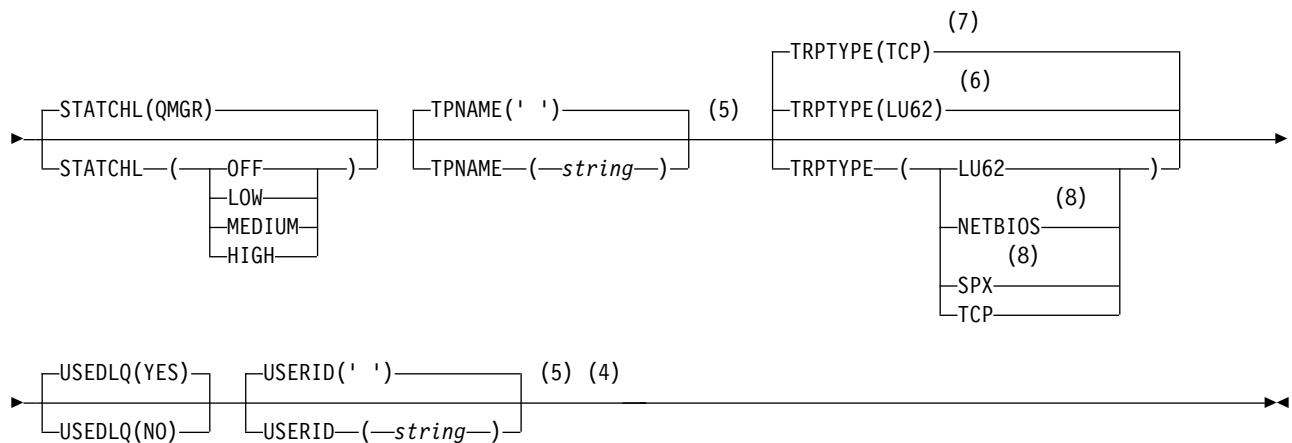 (7)
STATCHL(QMGR) TPNAME(' ') (5) TRPTYPE(TCP)
(6)
TRPTYPE(LU62)
STATCHL ( OFF ) TPNAME ( string ) TRPTYPE ( LU62 )
LOW
(8)
MEDIUM NETBIOS
HIGH
(8)
SPX
TCP
USEDLQ(YES) USERID(' ') (5) (4)
USEDLQ(NO) USERID ( string )